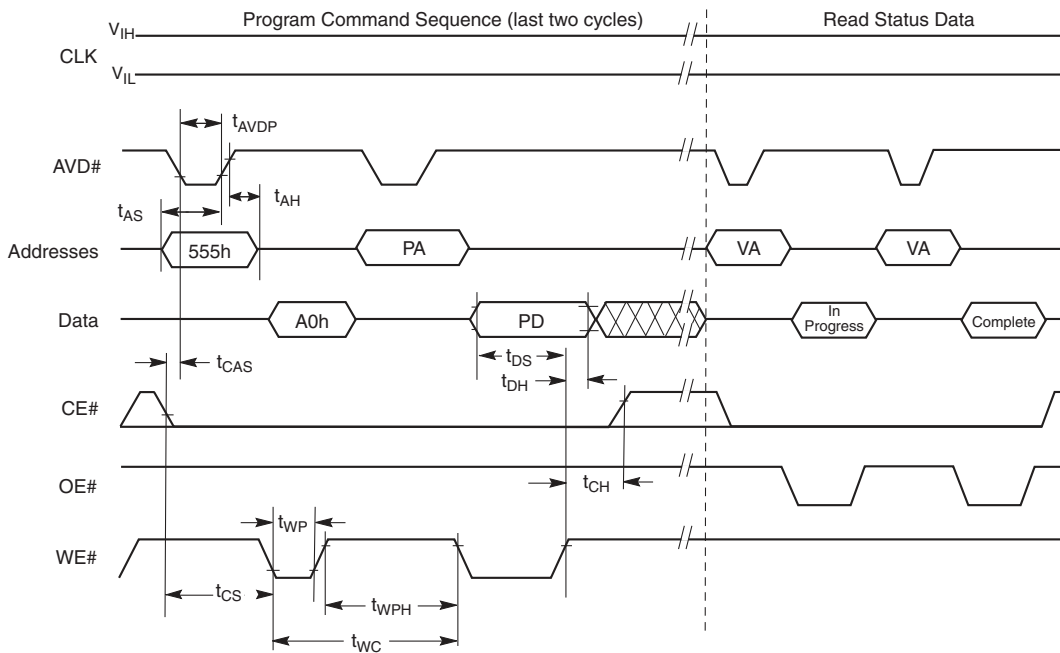 Program Command Sequence (last two cycles)
Read Status Data
VIH
CLK
VIL
tAVDP
AVD#
tAH
tAS
Addresses
555h
PA
VA
VA
Data
A0h
PD
In
Progress
Complete
tDS
tCAS
tDH
CE#
OE#
tCH
tWP
WE#
tCS
tWPH
tWC